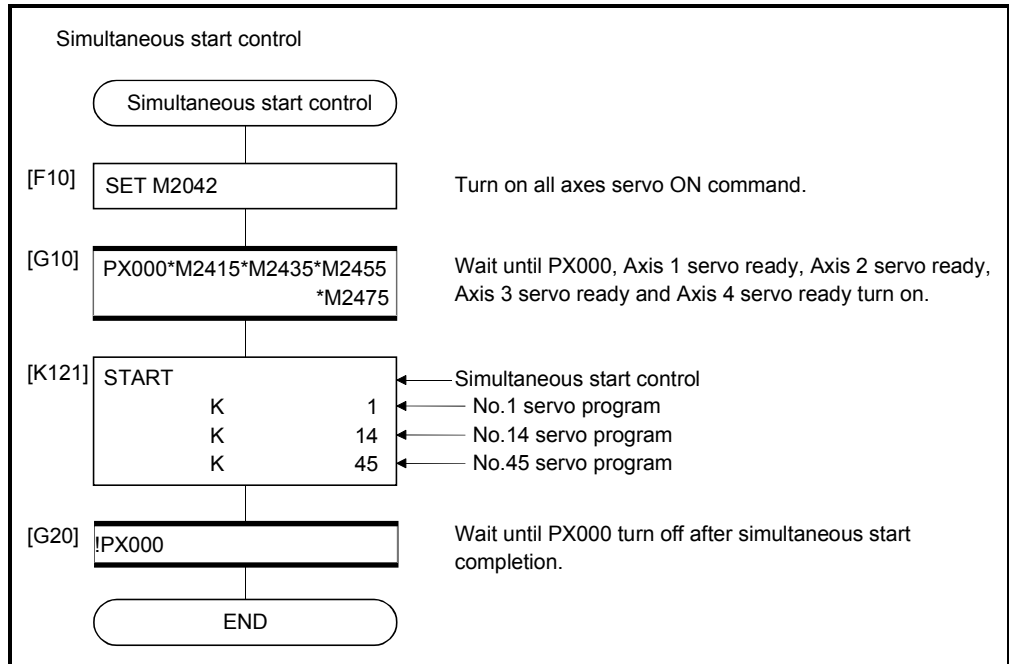 Simultaneous start control
Simultaneous start control
[F10] SET M2042 Turn on all axes servo ON command.
[G10] PX000*M2415*M2435*M2455 Wait until PX000, Axis 1 servo ready, Axis 2 servo ready,
*M2475 Axis 3 servo ready and Axis 4 servo ready turn on.
[K121] START Simultaneous start control
K 1 No.1 servo program
K 14 No.14 servo program
K 45 No.45 servo program
[G20] !PX000 Wait until PX000 turn off after simultaneous start
completion.
END